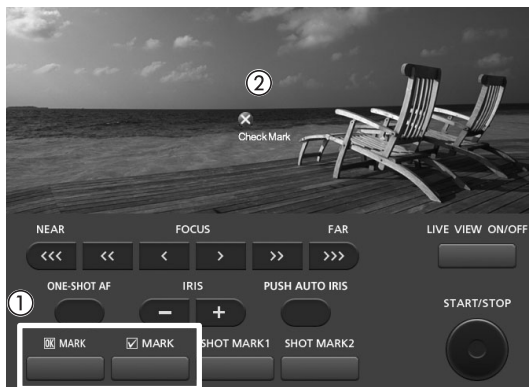 ②
Check Mark
NEAR FOCUS FAR LIVE VIEW ON/OFF
<<< << < > >> >>>
ONE-SHOT AF IRIS PUSH AUTO IRIS
− +
START/STOP
①
OK MARK ☑ MARK SHOT MARK1 SHOT MARK2